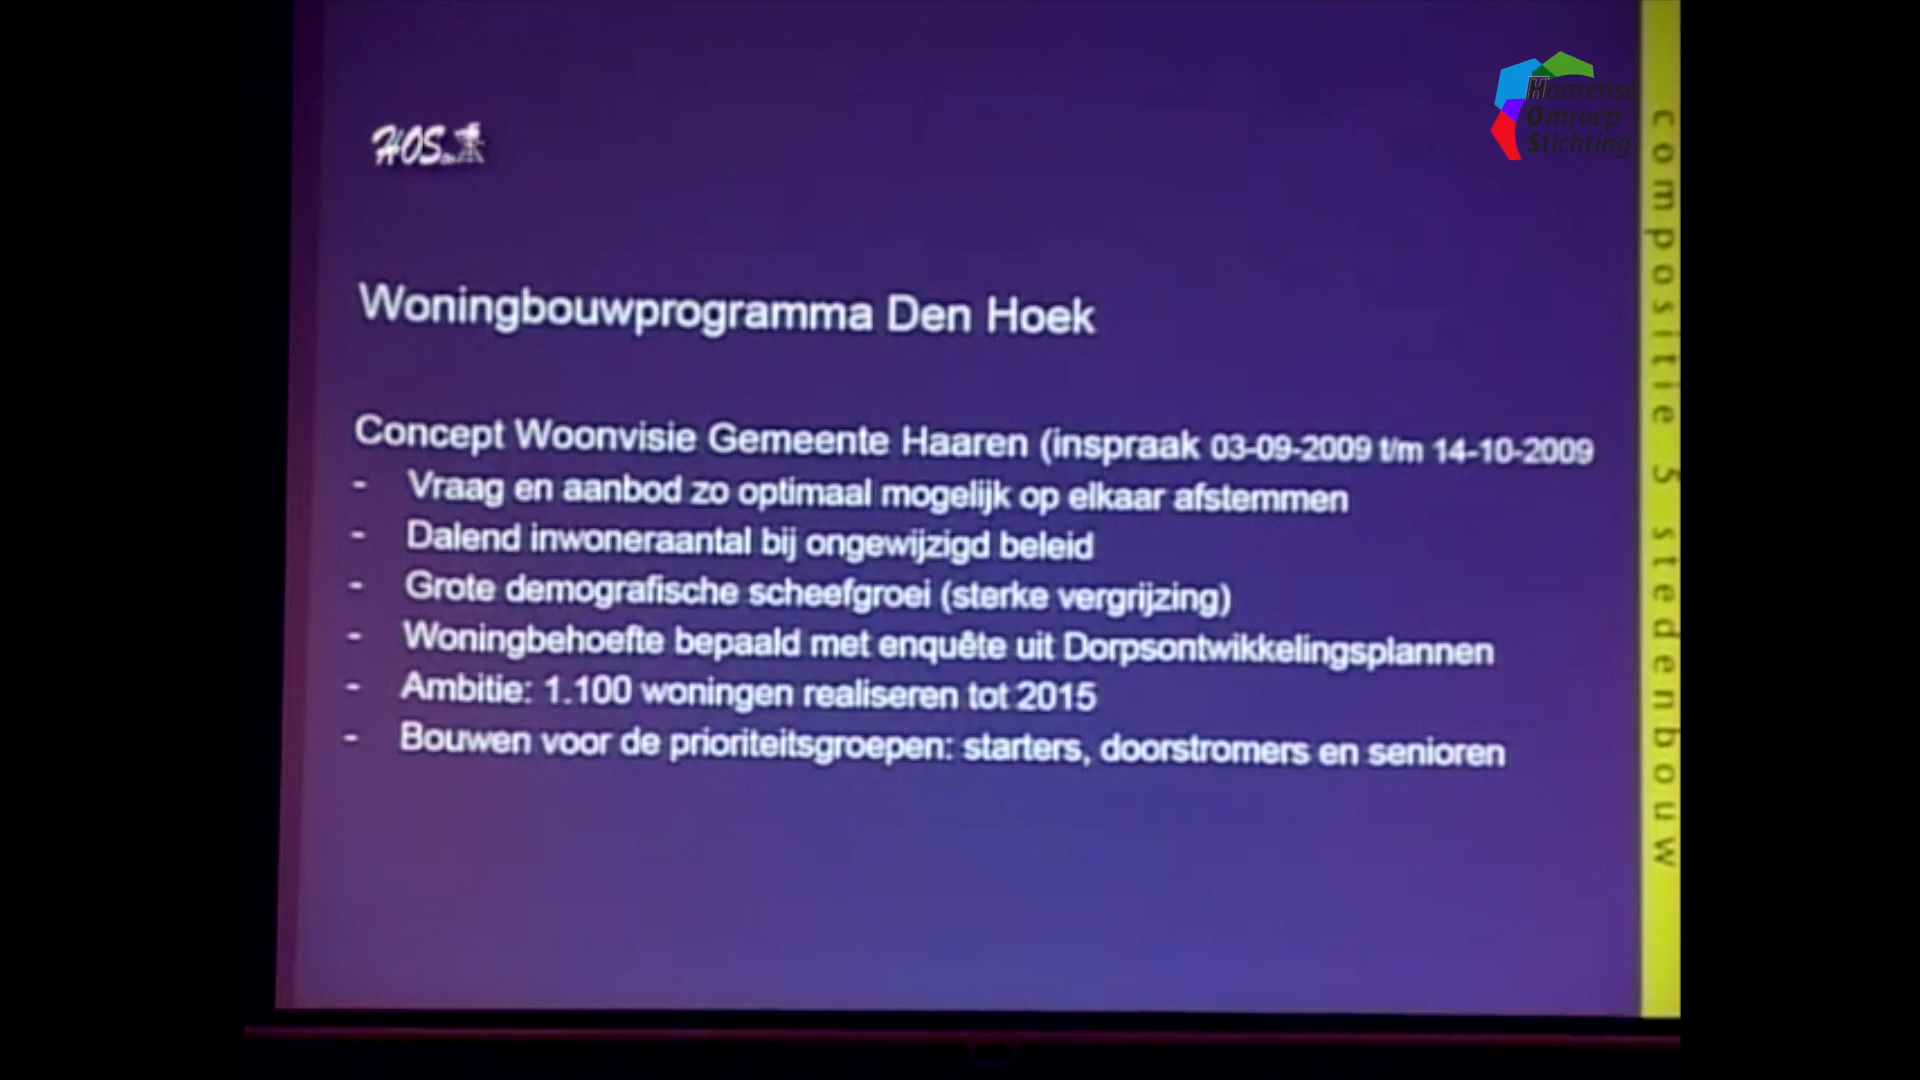 Haarense
Omroep
Stichting
HOS
Woningbouwprogramma Den Hoek
Concept Woonvisie Gemeente Haaren (inspraak 03-09-2009 t/m 14-10-2009
- Vraag en aanbod zo optimaal mogelijk op elkaar afstemmen
- Dalend inwoneraantal bij ongewijzigd beleid
- Grote demografische scheefgroei (sterke vergrijzing)
- Woningbehoefte bepaald met enquête uit Dorpsontwikkelingsplannen
- Ambitie: 1.100 woningen realiseren tot 2015
- Bouwen voor de prioriteitsgroepen: starters, doorstromers en senioren
compositie 5 stedenbouw